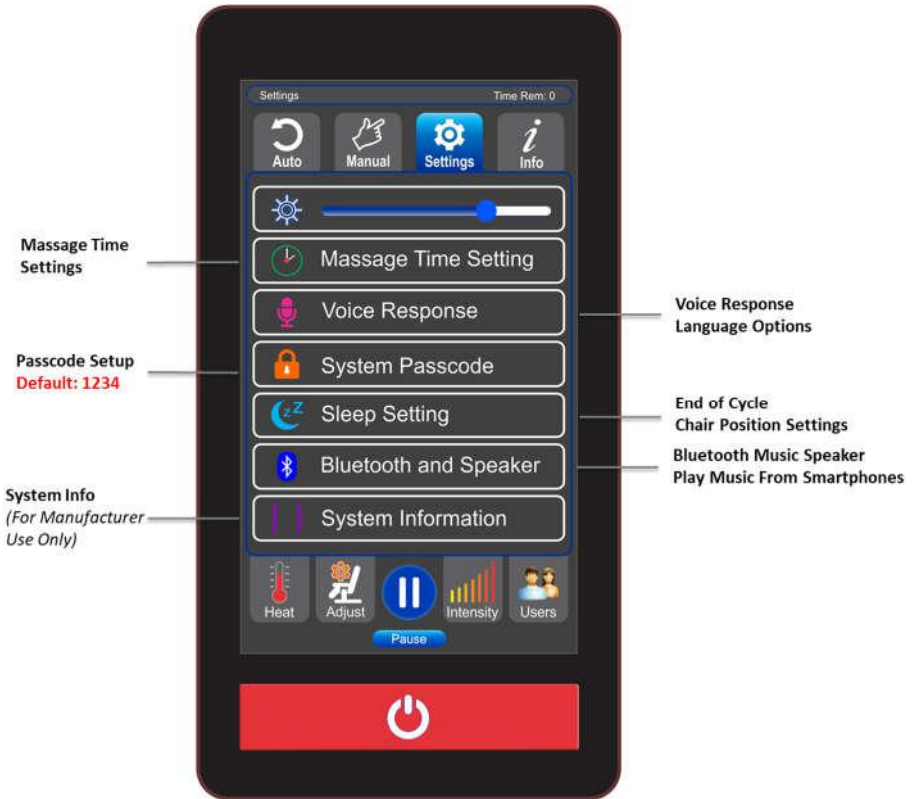 Settings Time Rem: 0
Auto Manual Settings Info
Massage Time Setting
Voice Response
System Passcode
Sleep Setting
Bluetooth and Speaker
System Information
Heat Adjust Intensity Users
Pause
Massage Time
Settings
Passcode Setup
Default: 1234
System Info
(For Manufacturer
Use Only)
Voice Response
Language Options
End of Cycle
Chair Position Settings
Bluetooth Music Speaker
Play Music From Smartphones